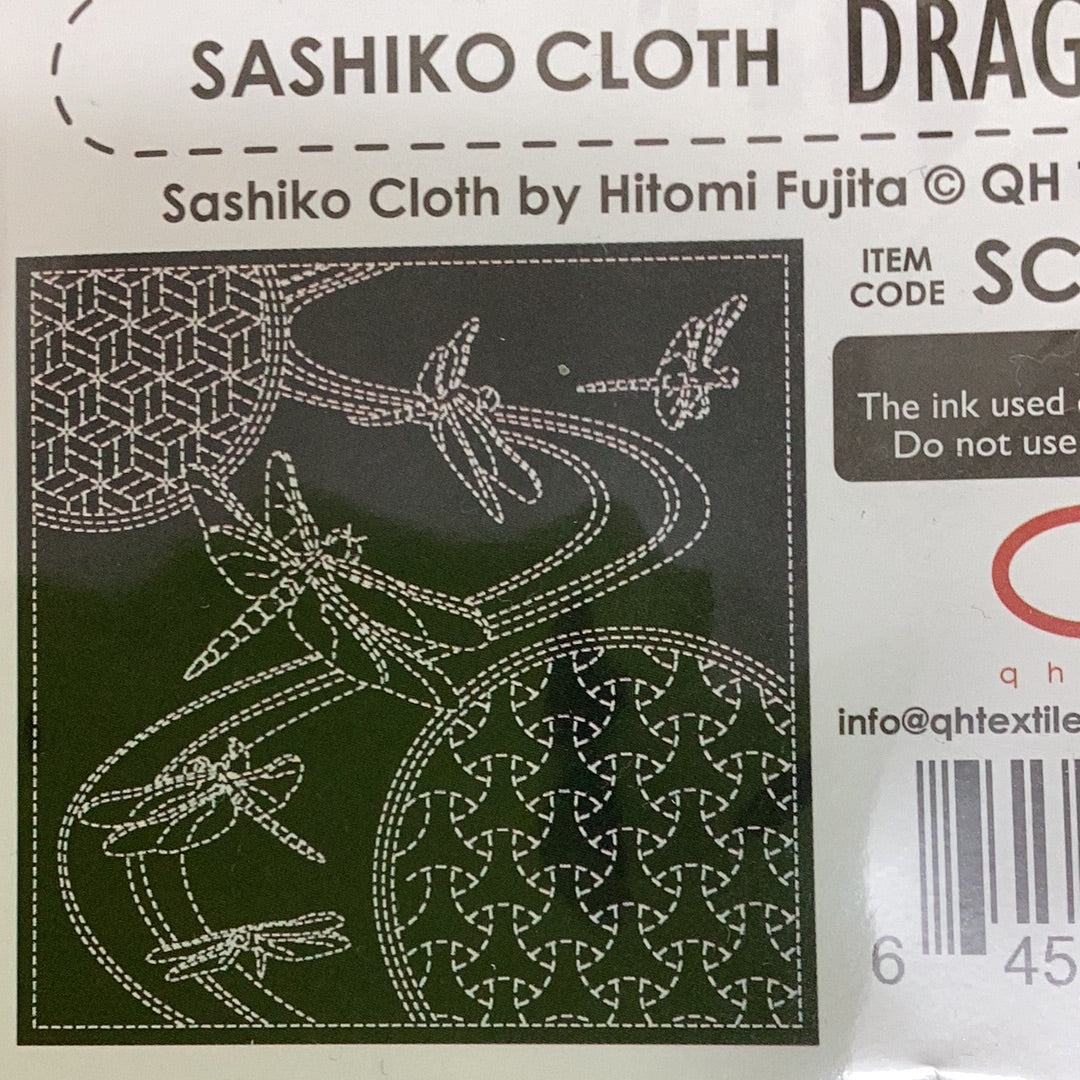 SASHIKO CLOTH DRAG
Sashiko Cloth by Hitomi Fujita © QH
ITEM
CODE SC
The ink used
Do not use
q h
info@qhtextile
6 45